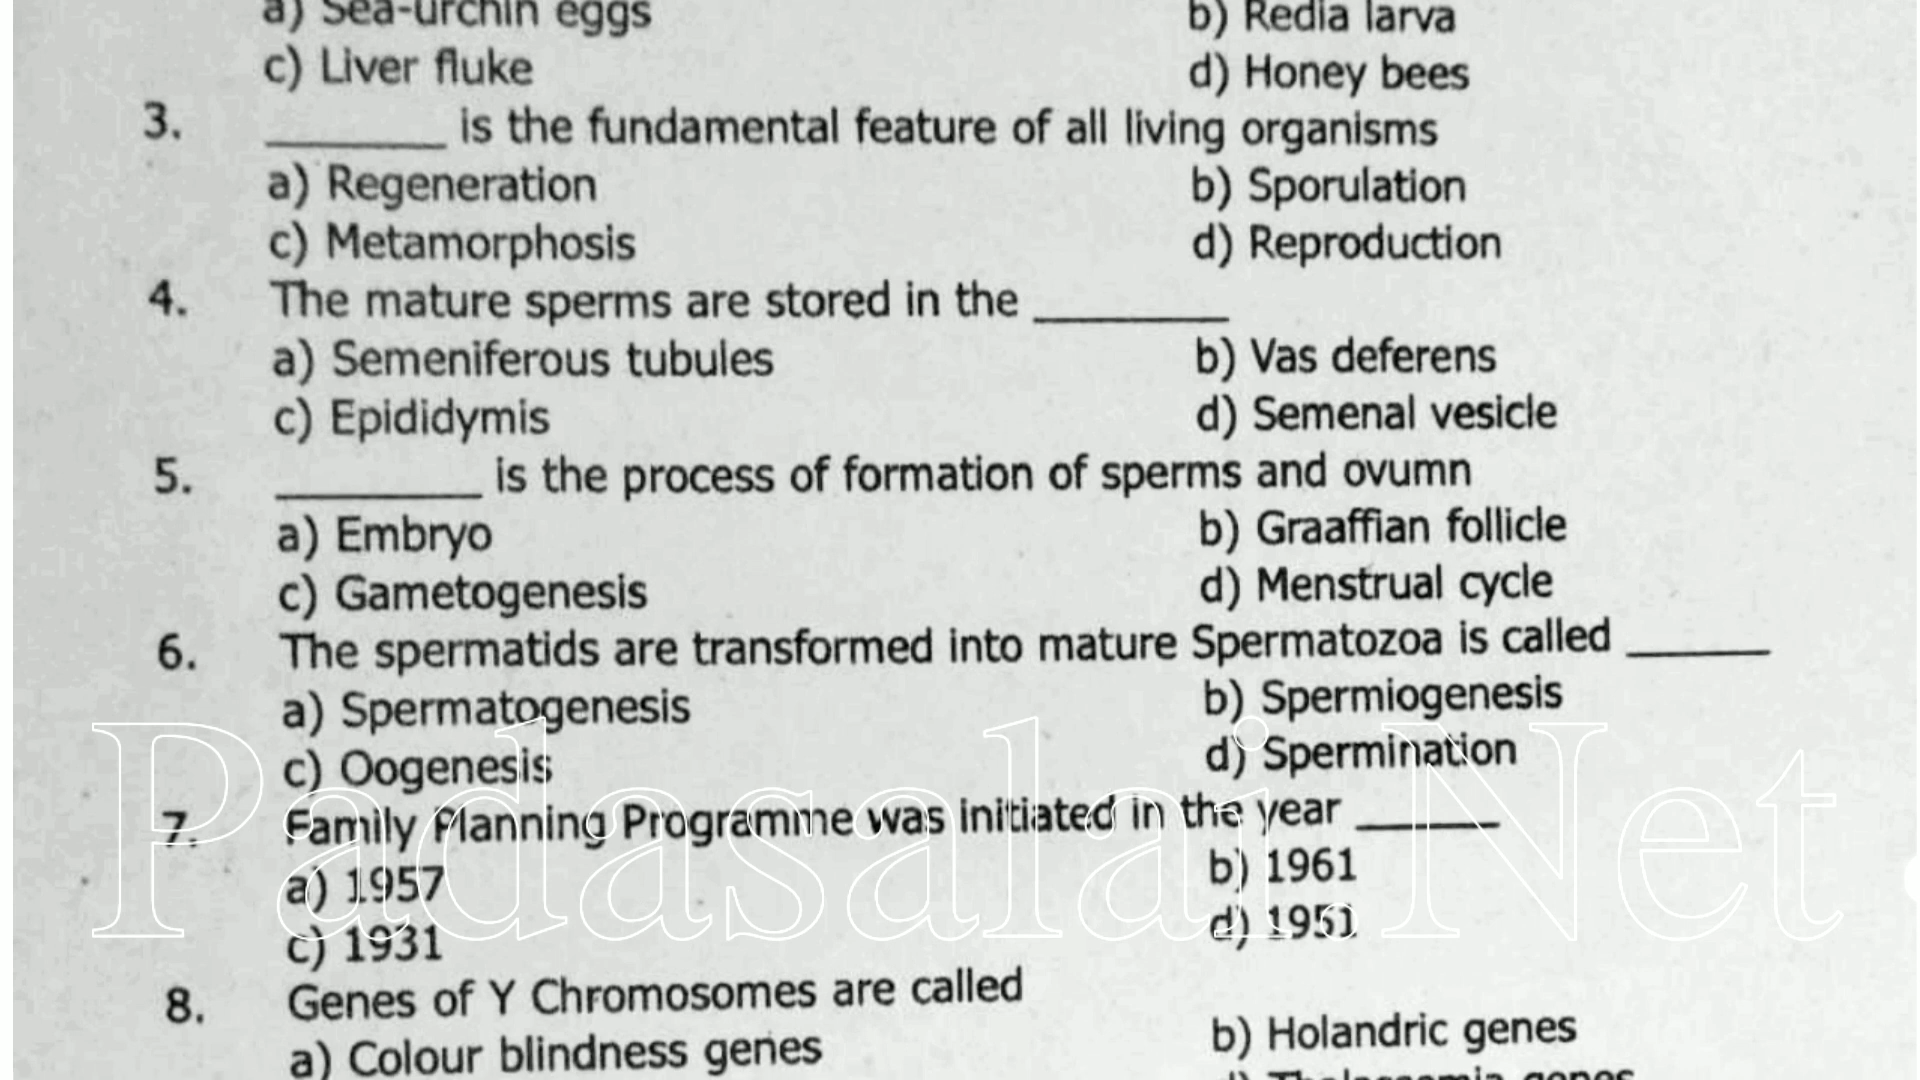 a) Sea-urchin eggs b) Redia larva
c) Liver fluke d) Honey bees
3. ________ is the fundamental feature of all living organisms
a) Regeneration b) Sporulation
c) Metamorphosis d) Reproduction
4. The mature sperms are stored in the ________
a) Semeniferous tubules b) Vas deferens
c) Epididymis d) Semenal vesicle
5. ________ is the process of formation of sperms and ovumn
a) Embryo b) Graaffian follicle
c) Gametogenesis d) Menstrual cycle
6. The spermatids are transformed into mature Spermatozoa is called ______
a) Spermatogenesis b) Spermiogenesis
c) Oogenesis d) Spermination
7. Family Planning Programme was initiated in the year ______
a) 1957 b) 1961
c) 1931 d) 1951
8. Genes of Y Chromosomes are called
a) Colour blindness genes b) Holandric genes
d) Thalassemia genes
Padasalai.Net